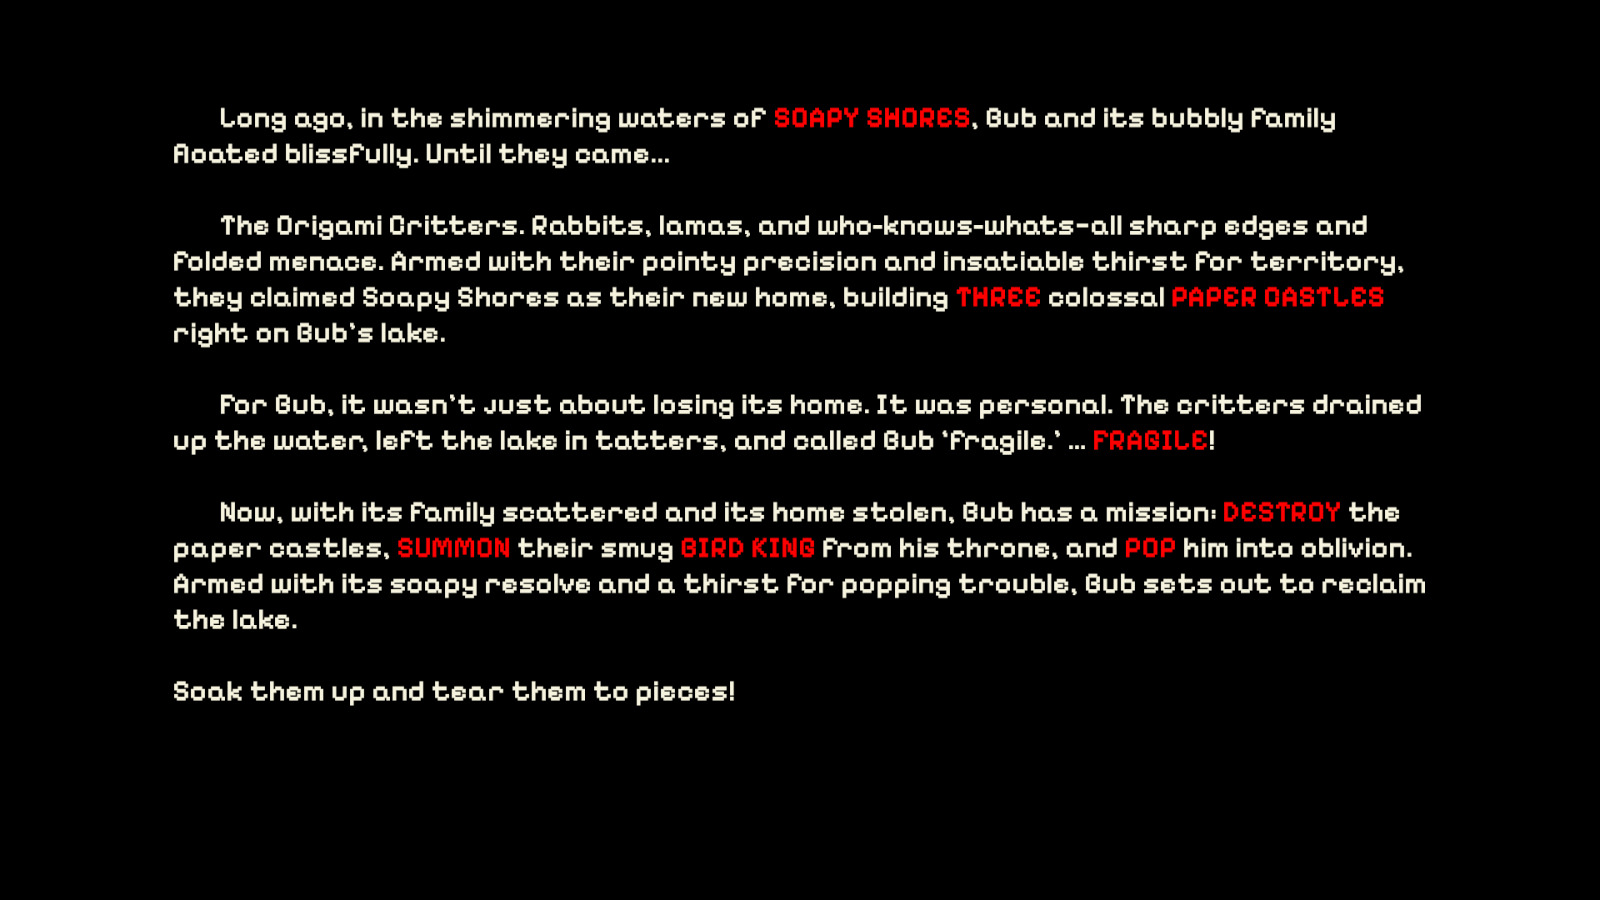 Long ago, in the shimmering waters of SOAPY SHORES, Bub and its bubbly family
floated blissfully. Until they came...
The Origami Critters. Rabbits, lamas, and who-knows-whats-all sharp edges and
folded menace. Armed with their pointy precision and insatiable thirst for territory,
they claimed Soapy Shores as their new home, building THREE colossal PAPER CASTLES
right on Bub's lake.
For Bub, it wasn't just about losing its home. It was personal. The critters drained
up the water, left the lake in tatters, and called Bub 'fragile.' ... FRAGILE!
Now, with its family scattered and its home stolen, Bub has a mission: DESTROY the
paper castles, SUMMON their smug BIRD KING from his throne, and POP him into oblivion.
Armed with its soapy resolve and a thirst for popping trouble, Bub sets out to reclaim
the lake.
Soak them up and tear them to pieces!